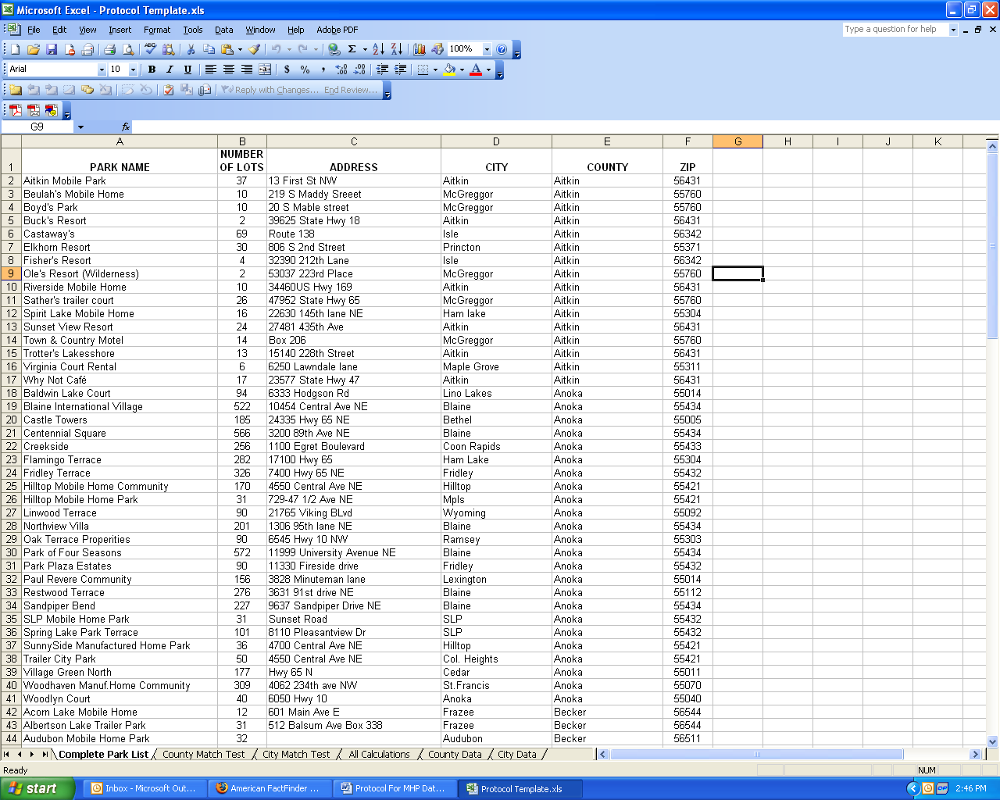 Microsoft Excel - Protocol Template.xls
File Edit View Insert Format Tools Data Window Help Adobe PDF Type a question for help
100%
Arial 10 B I U $ % ,
Reply with Changes... End Review...
G9 fx
A B C D E F G H I J K
1 PARK NAME NUMBER OF LOTS ADDRESS CITY COUNTY ZIP
2 Aitkin Mobile Park 37 13 First St NW Aitkin Aitkin 56431
3 Beulah's Mobile Home 10 219 S Maddy Sreeet McGreggor Aitkin 55760
4 Boyd's Park 10 20 S Mable street McGreggor Aitkin 55760
5 Buck's Resort 2 39625 State Hwy 18 Aitkin Aitkin 56431
6 Castaway's 69 Route 138 Isle Aitkin 56342
7 Elkhorn Resort 30 806 S 2nd Street Princton Aitkin 55371
8 Fisher's Resort 4 32390 212th Lane Isle Aitkin 56342
9 Ole's Resort (Wilderness) 2 53037 223rd Place McGreggor Aitkin 55760
10 Riverside Mobile Home 10 34460US Hwy 169 Aitkin Aitkin 56431
11 Sather's trailer court 26 47952 State Hwy 65 McGreggor Aitkin 55760
12 Spirit Lake Mobile Home 16 22630 145th lane NE Ham lake Aitkin 55304
13 Sunset View Resort 24 27481 435th Ave Aitkin Aitkin 56431
14 Town & Country Motel 14 Box 206 McGreggor Aitkin 55760
15 Trotter's Lakesshore 13 15140 228th Street Aitkin Aitkin 56431
16 Virginia Court Rental 6 6250 Lawndale lane Maple Grove Aitkin 55311
17 Why Not Café 17 23577 State Hwy 47 Aitkin Aitkin 56431
18 Baldwin Lake Court 94 6333 Hodgson Rd Lino Lakes Anoka 55014
19 Blaine International Village 522 10454 Central Ave NE Blaine Anoka 55434
20 Castle Towers 185 24335 Hwy 65 NE Bethel Anoka 55005
21 Centennial Square 566 3200 89th Ave NE Blaine Anoka 55434
22 Creekside 256 1100 Egret Boulevard Coon Rapids Anoka 55433
23 Flamingo Terrace 282 17100 Hwy 65 Ham Lake Anoka 55304
24 Fridley Terrace 326 7400 Hwy 65 NE Fridley Anoka 55432
25 Hilltop Mobile Home Community 170 4550 Central Ave NE Hilltop Anoka 55421
26 Hilltop Mobile Home Park 31 729-47 1/2 Ave NE Mpls Anoka 55421
27 Linwood Terrace 90 21765 Viking BLvd Wyoming Anoka 55092
28 Northview Villa 201 1306 95th lane NE Blaine Anoka 55434
29 Oak Terrace Properities 90 6545 Hwy 10 NW Ramsey Anoka 55303
30 Park of Four Seasons 572 11999 University Avenue NE Blaine Anoka 55434
31 Park Plaza Estates 90 11330 Fireside drive Fridley Anoka 55432
32 Paul Revere Community 156 3828 Minuteman lane Lexington Anoka 55014
33 Restwood Terrace 276 3631 91st drive NE Blaine Anoka 55112
34 Sandpiper Bend 227 9637 Sandpiper Drive NE Blaine Anoka 55434
35 SLP Mobile Home Park 31 Sunset Road SLP Anoka 55432
36 Spring Lake Park Terrace 101 8110 Pleasantview Dr SLP Anoka 55432
37 SunnySide Manufactured Home Park 36 4700 Central Ave NE Hilltop Anoka 55421
38 Trailer City Park 50 4550 Central Ave NE Col. Heights Anoka 55421
39 Village Green North 177 Hwy 65 N Cedar Anoka 55011
40 Woodhaven Manuf.Home Community 309 4062 234th ave NW St.Francis Anoka 55070
41 Woodlyn Court 40 6050 Hwy 10 Anoka Anoka 55040
42 Acorn Lake Mobile Home 12 601 Main Ave E Frazee Becker 56544
43 Albertson Lake Trailer Park 31 512 Balsum Ave Box 338 Frazee Becker 56544
44 Audubon Mobile Home Park 32 Audubon Becker 56511
Complete Park List County Match Test City Match Test All Calculations County Data City Data
Ready NUM
start Inbox - Microsoft Out... American FactFinder ... Protocol For MHP Dat... Protocol Template.xls 2:46 PM